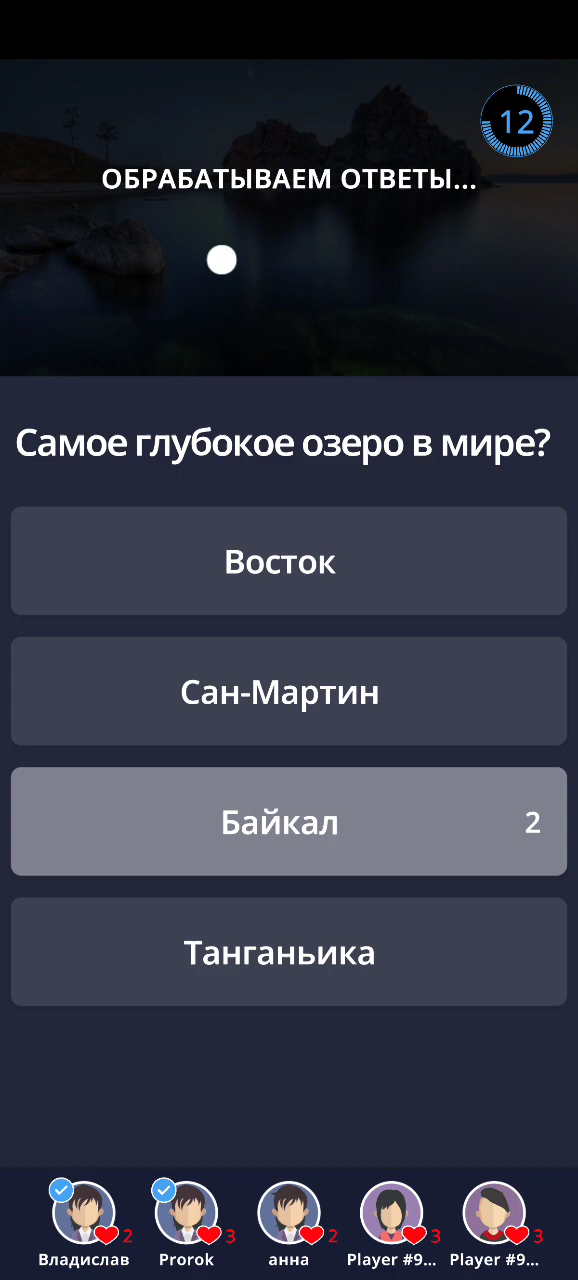 12
ОБРАБАТЫВАЕМ ОТВЕТЫ...
Самое глубокое озеро в мире?
Восток
Сан-Мартин
Байкал 2
Танганьика
2 3 2 3 3
Владислав Prorok анна Player #9... Player #9...